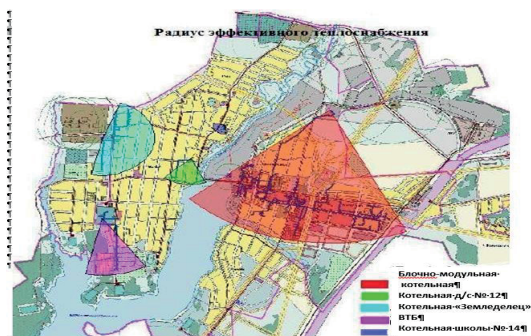 Радиус эффективного теплоснабжения
Блочно-модульная-
котельная¶
Котельная-д/с-№-12¶
Котельная-«Земледелец»
ВТБ¶
Котельная-школы-№-14¶